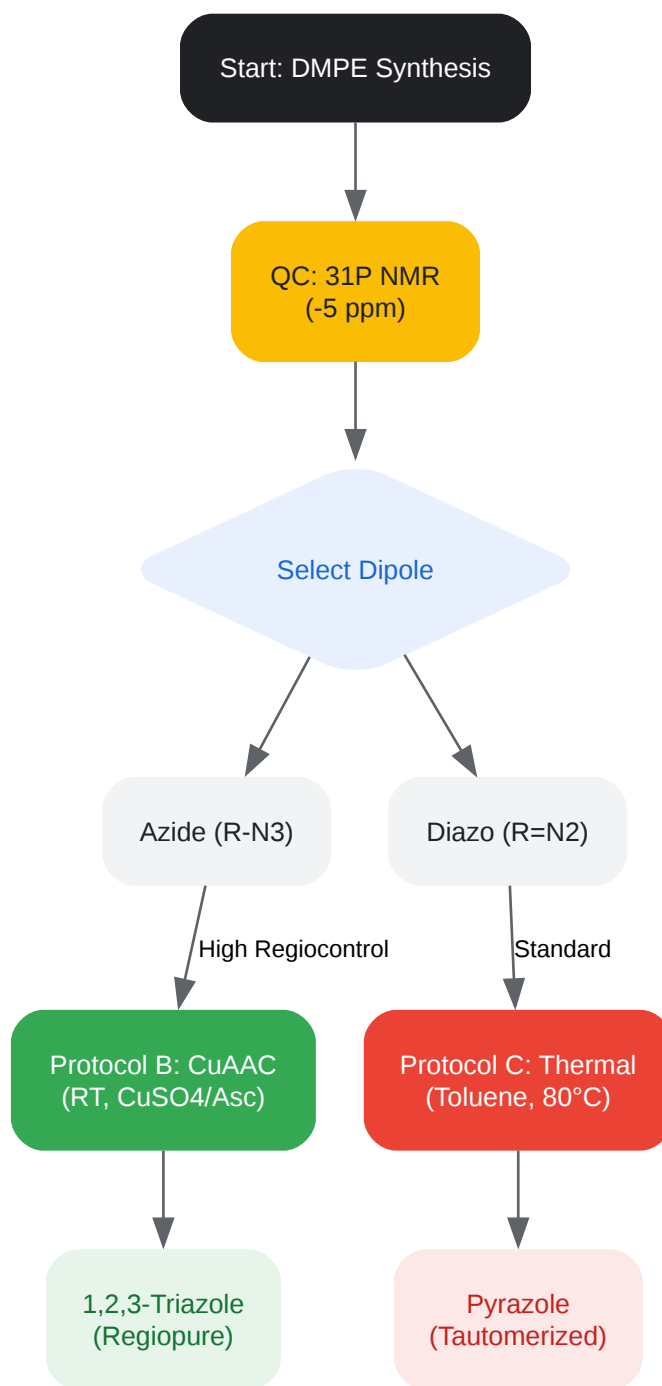 Start: DMPE Synthesis
QC: 31P NMR
(-5 ppm)
Select Dipole
Azide (R-N3)
Diazo (R=N2)
High Regiocontrol
Standard
Protocol B: CuAAC
(RT, CuSO4/Asc)
Protocol C: Thermal
(Toluene, 80°C)
1,2,3-Triazole
(Regiopure)
Pyrazole
(Tautomerized)